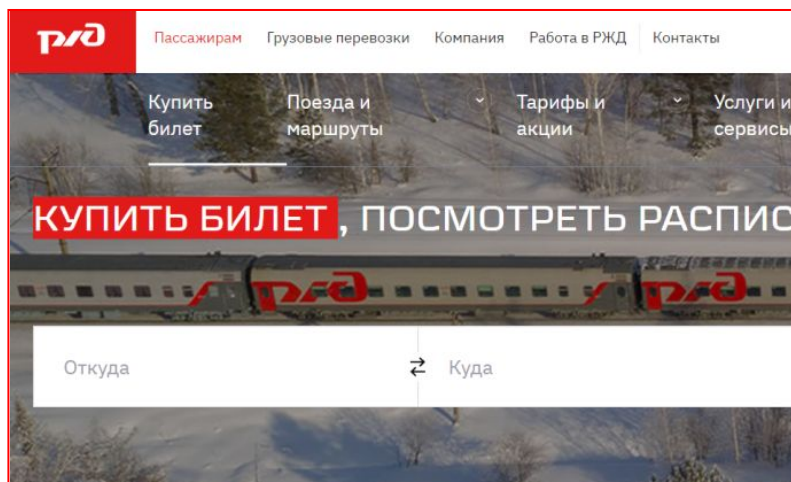 ржд
Пассажирам Грузовые перевозки Компания Работа в РЖД Контакты
Купить билет
Поезда и маршруты
Тарифы и акции
Услуги и сервисы
КУПИТЬ БИЛЕТ , ПОСМОТРЕТЬ РАСПИС
ржд ржд
Откуда Куда